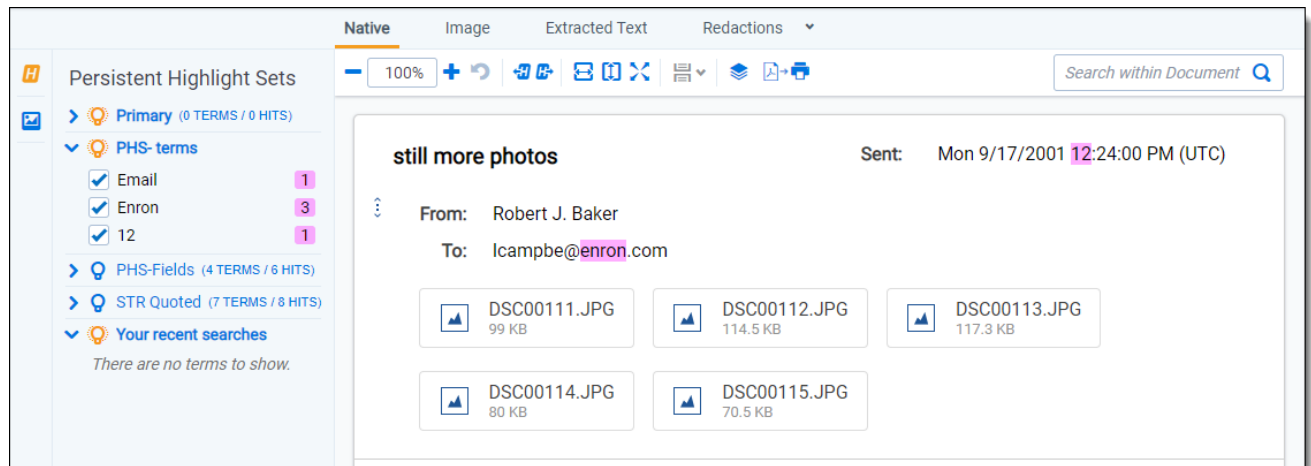 Native Image Extracted Text Redactions
100%
Search within Document
Persistent Highlight Sets
Primary (0 TERMS / 0 HITS)
PHS- terms
Email 1
Enron 3
12 1
PHS-Fields (4 TERMS / 6 HITS)
STR Quoted (7 TERMS / 8 HITS)
Your recent searches
There are no terms to show.
still more photos
Sent: Mon 9/17/2001 12:24:00 PM (UTC)
From: Robert J. Baker
To: lcampbe@enron.com
DSC00111.JPG DSC00112.JPG DSC00113.JPG
99 KB 114.5 KB 117.3 KB
DSC00114.JPG DSC00115.JPG
80 KB 70.5 KB